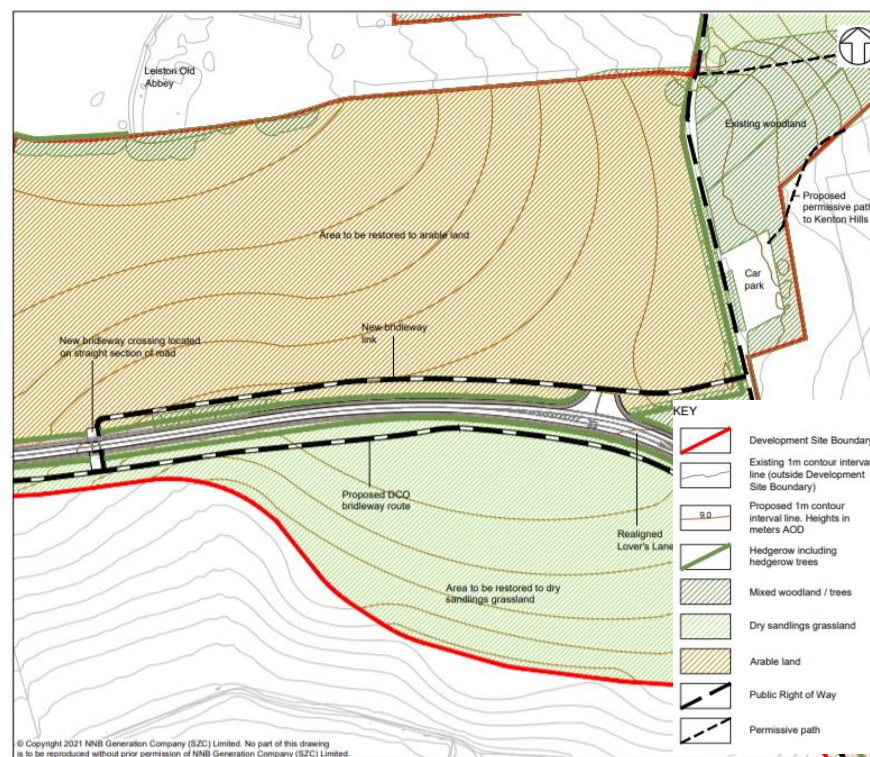 Leiston Old
Abbey
Existing woodland
Proposed
permissive path
to Kenton Hills
Area to be restored to arable land
Car
park
New bridleway crossing located
on straight section of road
New bridleway
link
Proposed DCO
bridleway route
Realigned
Lover's Lane
Area to be restored to dry
sandlings grassland
KEY
Development Site Boundary
Existing 1m contour interval
line (outside Development
Site Boundary)
9.0
Proposed 1m contour
interval line. Heights in
meters AOD
Hedgerow including
hedgerow trees
Mixed woodland / trees
Dry sandlings grassland
Arable land
Public Right of Way
Permissive path
© Copyright 2021 NNB Generation Company (SZC) Limited. No part of this drawing
is to be reproduced without prior permission of NNB Generation Company (SZC) Limited.